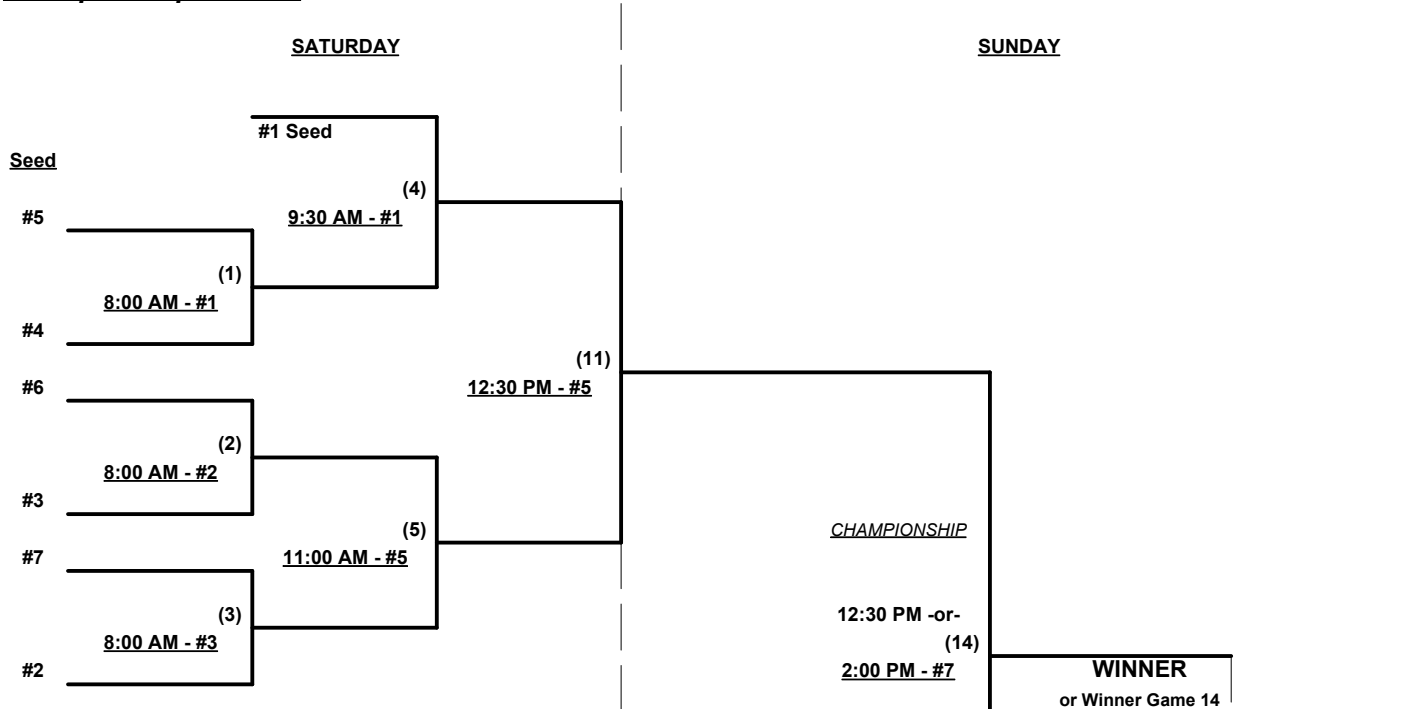 SATURDAY
SUNDAY
#1 Seed
Seed
(4)
#5
9:30 AM - #1
(1)
8:00 AM - #1
#4
(11)
#6
12:30 PM - #5
(2)
8:00 AM - #2
#3
(5)
CHAMPIONSHIP
#7
11:00 AM - #5
(3)
12:30 PM -or-
8:00 AM - #3
(14)
#2
2:00 PM - #7
WINNER
or Winner Game 14